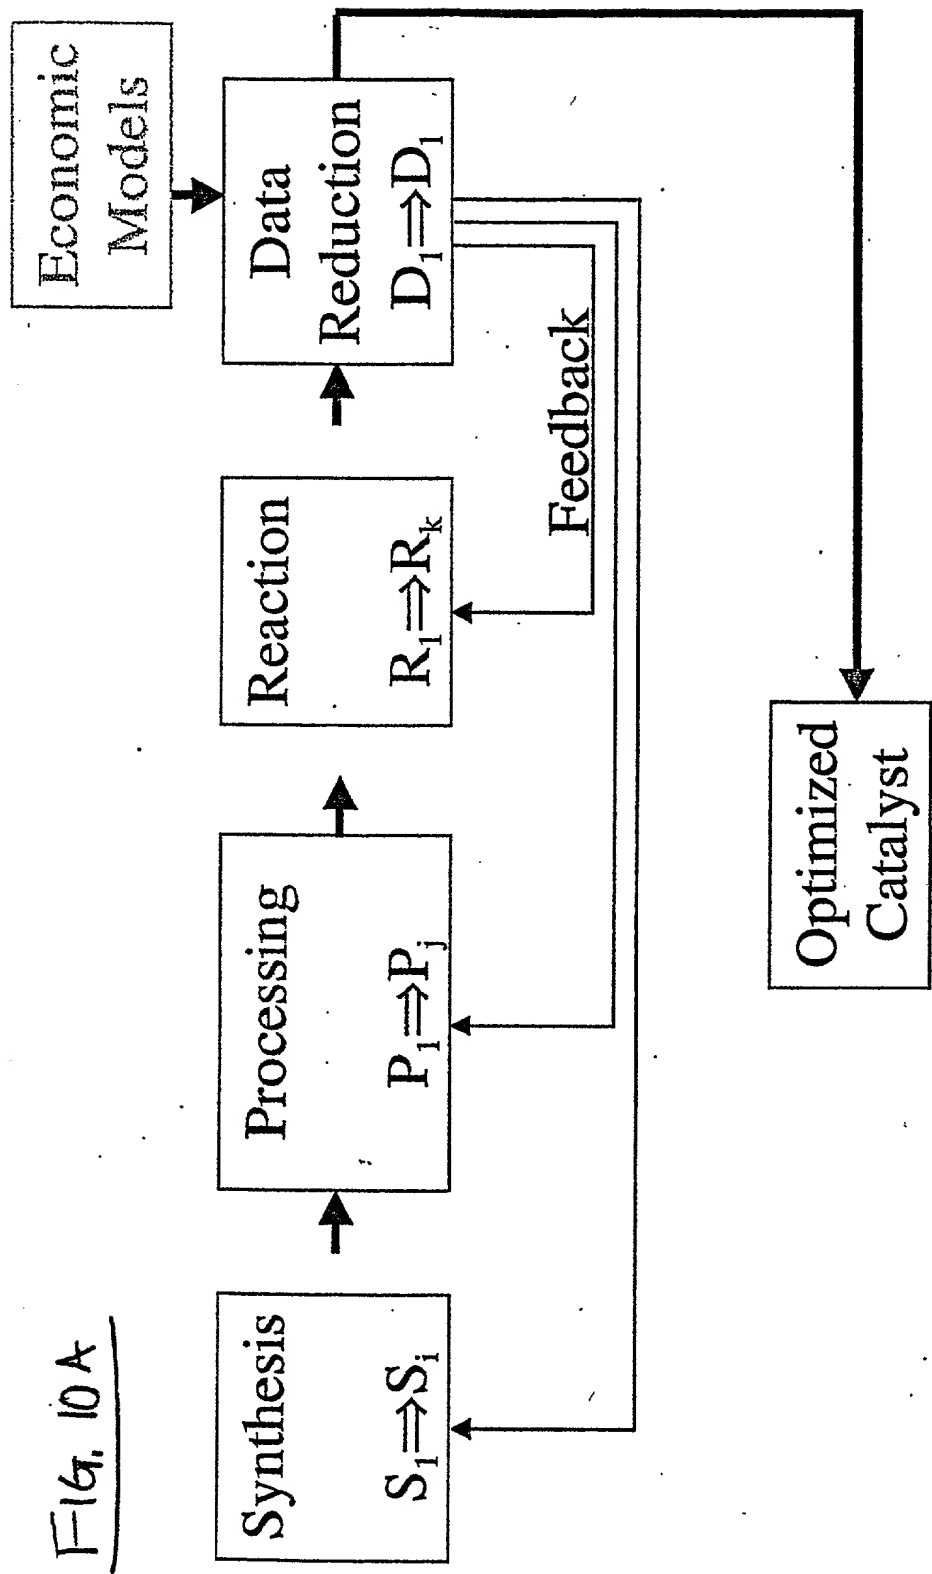 FIG. 10A
Economic
Models
Synthesis
S₁⇒Sᵢ
Processing
P₁⇒Pⱼ
Reaction
R₁⇒Rₖ
Data
Reduction
D₁⇒D₁
Feedback
Optimized
Catalyst